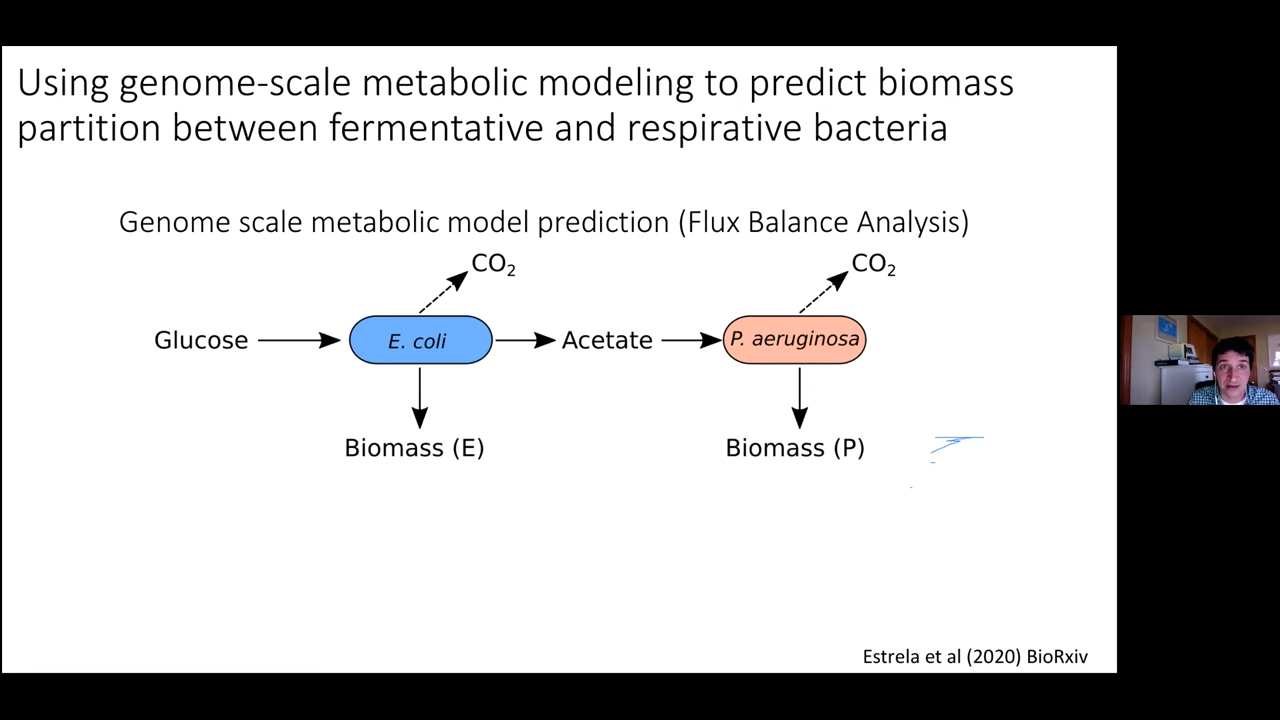 Using genome-scale metabolic modeling to predict biomass
partition between fermentative and respirative bacteria
Genome scale metabolic model prediction (Flux Balance Analysis)
CO₂
CO₂
Glucose
E. coli
Acetate
P. aeruginosa
Biomass (E)
Biomass (P)
Estrela et al (2020) BioRxiv